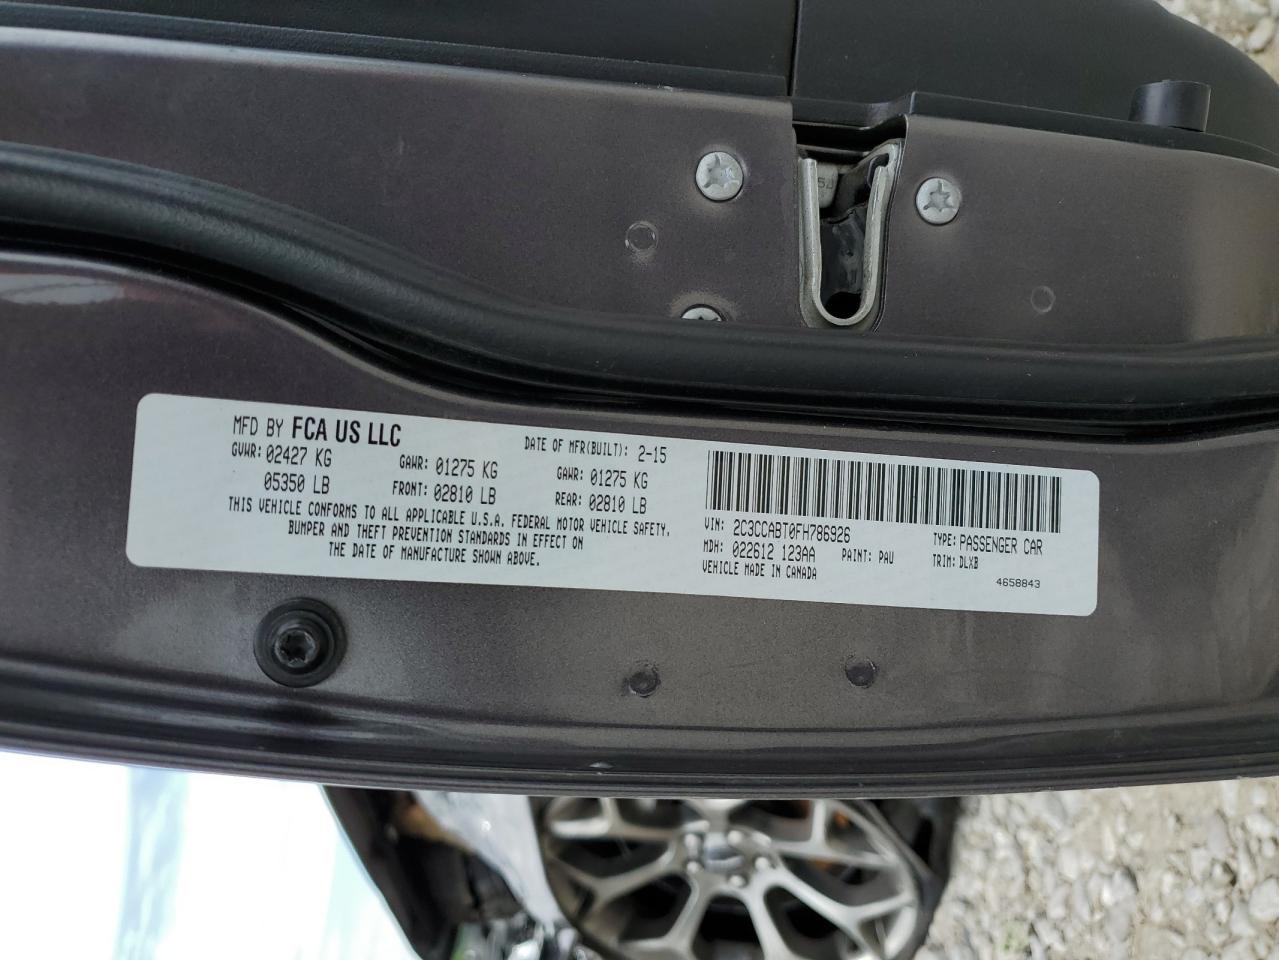 MFD BY FCA US LLC
DATE OF MFR(BUILT): 2-15
GVWR: 02427 KG
05350 LB
GAWR: 01275 KG
FRONT: 02810 LB
GAWR: 01275 KG
REAR: 02810 LB
THIS VEHICLE CONFORMS TO ALL APPLICABLE U.S.A. FEDERAL MOTOR VEHICLE SAFETY,
BUMPER AND THEFT PREVENTION STANDARDS IN EFFECT ON
THE DATE OF MANUFACTURE SHOWN ABOVE.
VIN: 2C3CCABT0FH786926
TYPE: PASSENGER CAR
MDH: 022612 123AA
PAINT: PAU
TRIM: DLXB
VEHICLE MADE IN CANADA
4658843